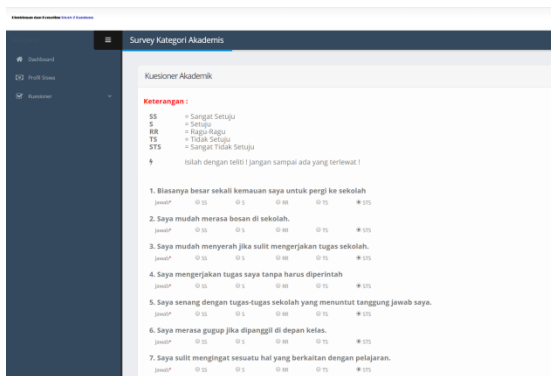 Survey Kategori Akademis
Dashboard
Profil Siswa
Kuesioner
Kuesioner Akademik
Keterangan :
SS = Sangat Setuju
S = Setuju
RR = Ragu-Ragu
TS = Tidak Setuju
STS = Sangat Tidak Setuju
Isilah dengan teliti ! Jangan sampai ada yang terlewat !
1. Biasanya besar sekali kemauan saya untuk pergi ke sekolah
Jawab* SS S RR TS STS
2. Saya mudah merasa bosan di sekolah.
Jawab* SS S RR TS STS
3. Saya mudah menyerah jika sulit mengerjakan tugas sekolah.
Jawab* SS S RR TS STS
4. Saya mengerjakan tugas saya tanpa harus diperintah
Jawab* SS S RR TS STS
5. Saya senang dengan tugas-tugas sekolah yang menuntut tanggung jawab saya.
Jawab* SS S RR TS STS
6. Saya merasa gugup jika dipanggil di depan kelas.
Jawab* SS S RR TS STS
7. Saya sulit mengingat sesuatu hal yang berkaitan dengan pelajaran.
Jawab* SS S RR TS STS